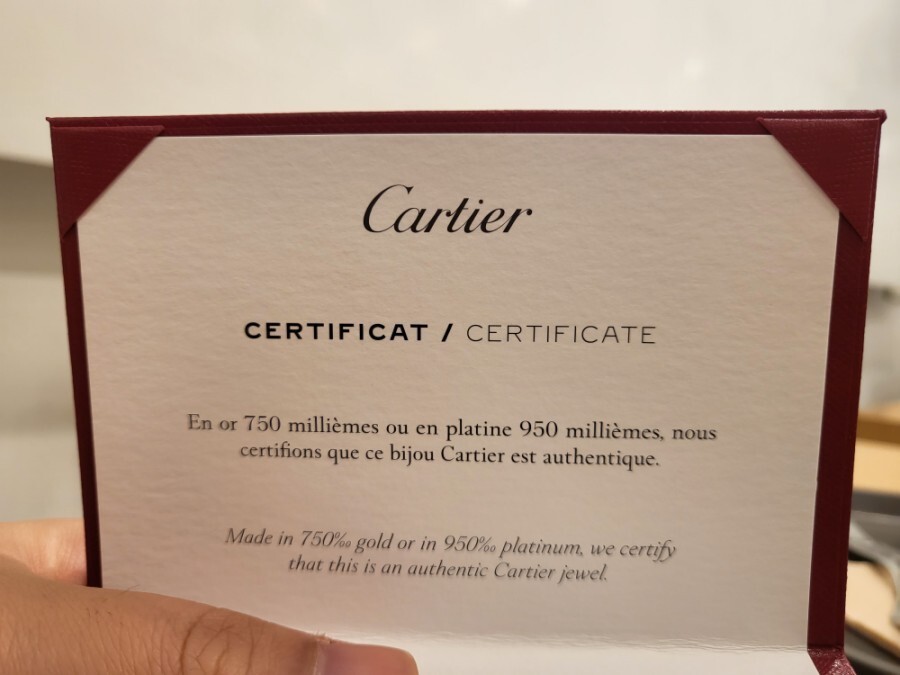 Cartier
CERTIFICAT / CERTIFICATE
En or 750 millièmes ou en platine 950 millièmes, nous
certifions que ce bijou Cartier est authentique.
Made in 750‰ gold or in 950‰ platinum, we certify
that this is an authentic Cartier jewel.